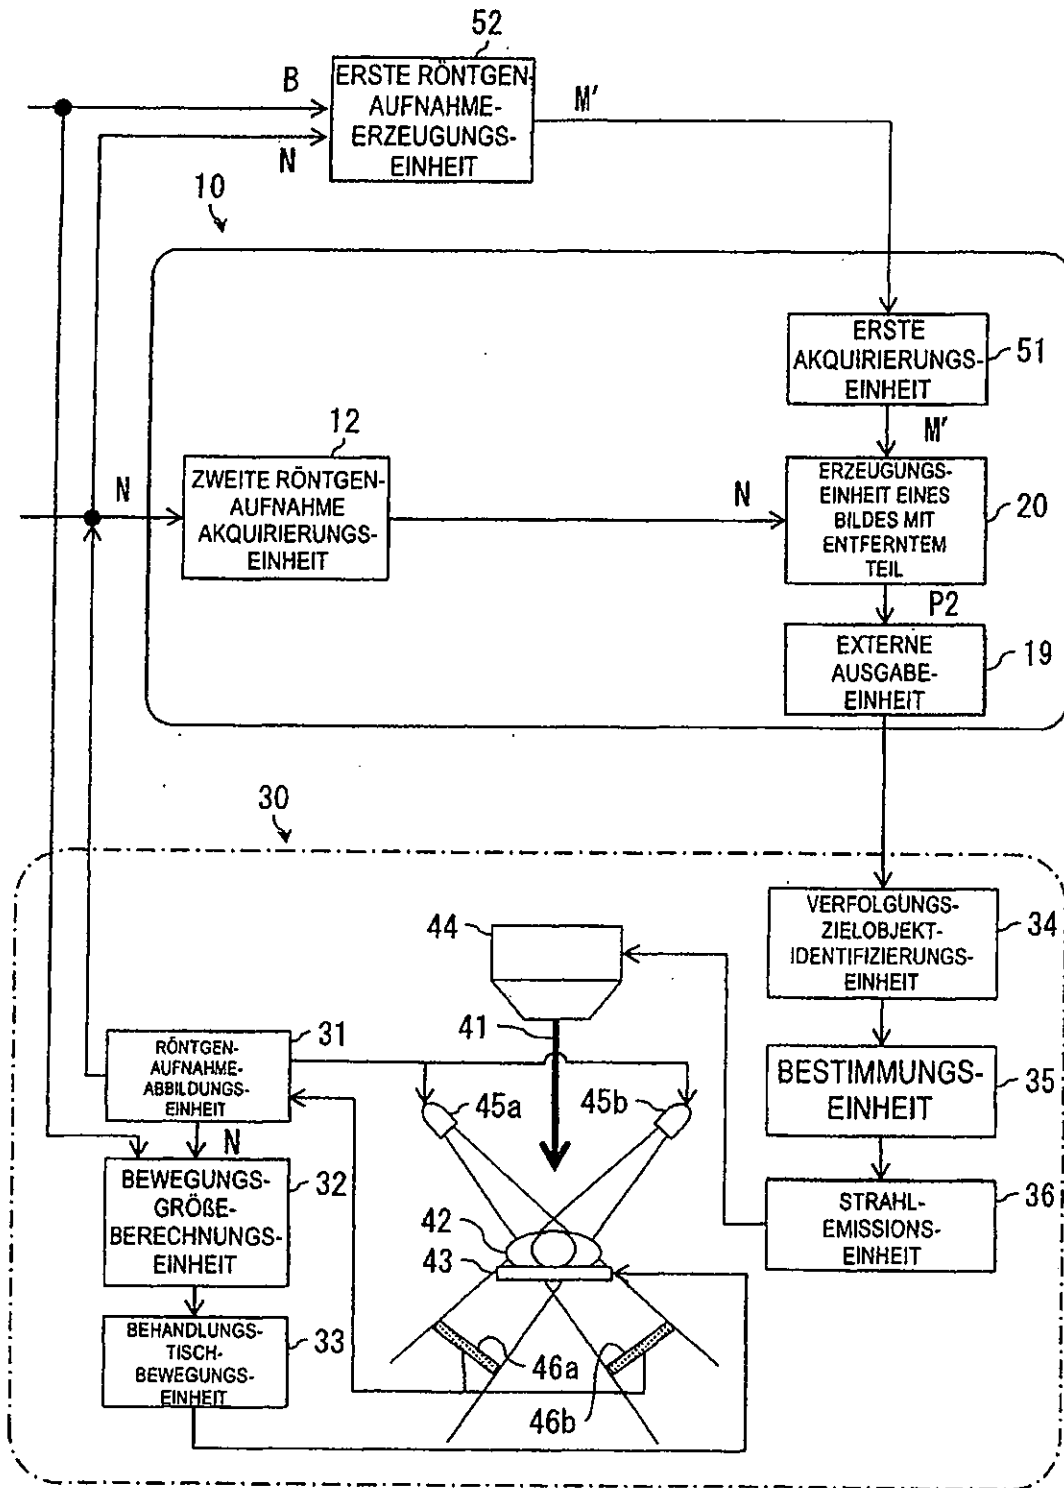 52
B
ERSTE RÖNTGEN
AUFNAHME-
ERZEUGUNGS-
EINHEIT
M'
N
10
ERSTE
AKQUIRIERUNGS-
EINHEIT
51
M'
12
N
ZWEITE RÖNTGEN-
AUFNAHME
AKQUIRIERUNGS-
EINHEIT
N
ERZEUGUNGS-
EINHEIT EINES
BILDES MIT
ENTFERNTEM
TEIL
20
P2
EXTERNE
AUSGABE-
EINHEIT
19
30
VERFOLGUNGS-
ZIELOBJEKT-
IDENTIFIZIERUNGS-
EINHEIT
34
44
41
31
RÖNTGEN-
AUFNAHME-
ABBILDUNGS-
EINHEIT
45a
45b
BESTIMMUNGS-
EINHEIT
35
N
BEWEGUNGS-
GRÖßE-
BERECHNUNGS-
EINHEIT
32
42
43
STRAHL-
EMISSIONS-
EINHEIT
36
BEHANDLUNGS-
TISCH-
BEWEGUNGS-
EINHEIT
33
46a
46b